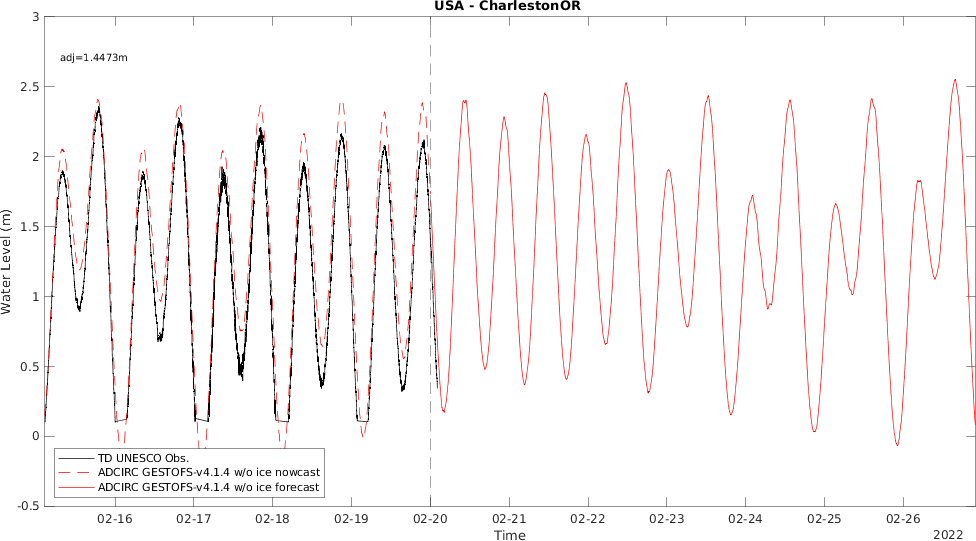 USA - CharlestonOR
adj=1.4473m
3
2.5
2
1.5
1
0.5
0
-0.5
Water Level (m)
TD UNESCO Obs.
ADCIRC GESTOFS-v4.1.4 w/o ice nowcast
ADCIRC GESTOFS-v4.1.4 w/o ice forecast
02-16 02-17 02-18 02-19 02-20 02-21 02-22 02-23 02-24 02-25 02-26
Time
2022